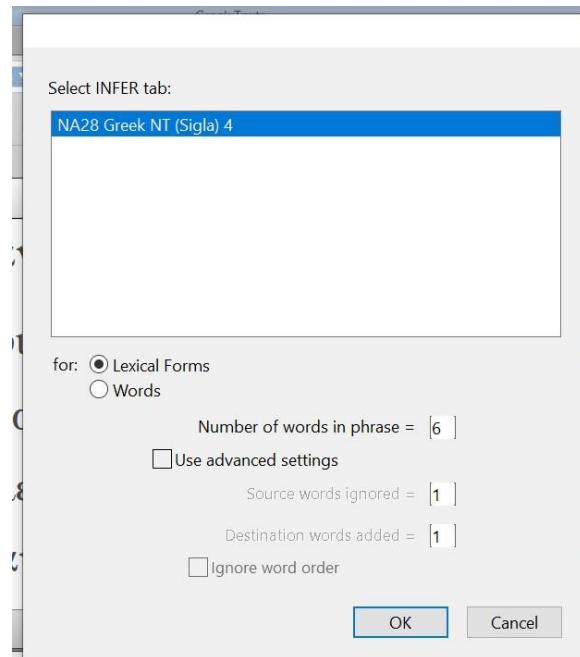 Select INFER tab:
NA28 Greek NT (Sigla) 4
for: Lexical Forms
Words
Number of words in phrase = 6
Use advanced settings
Source words ignored = 1
Destination words added = 1
Ignore word order
OK Cancel